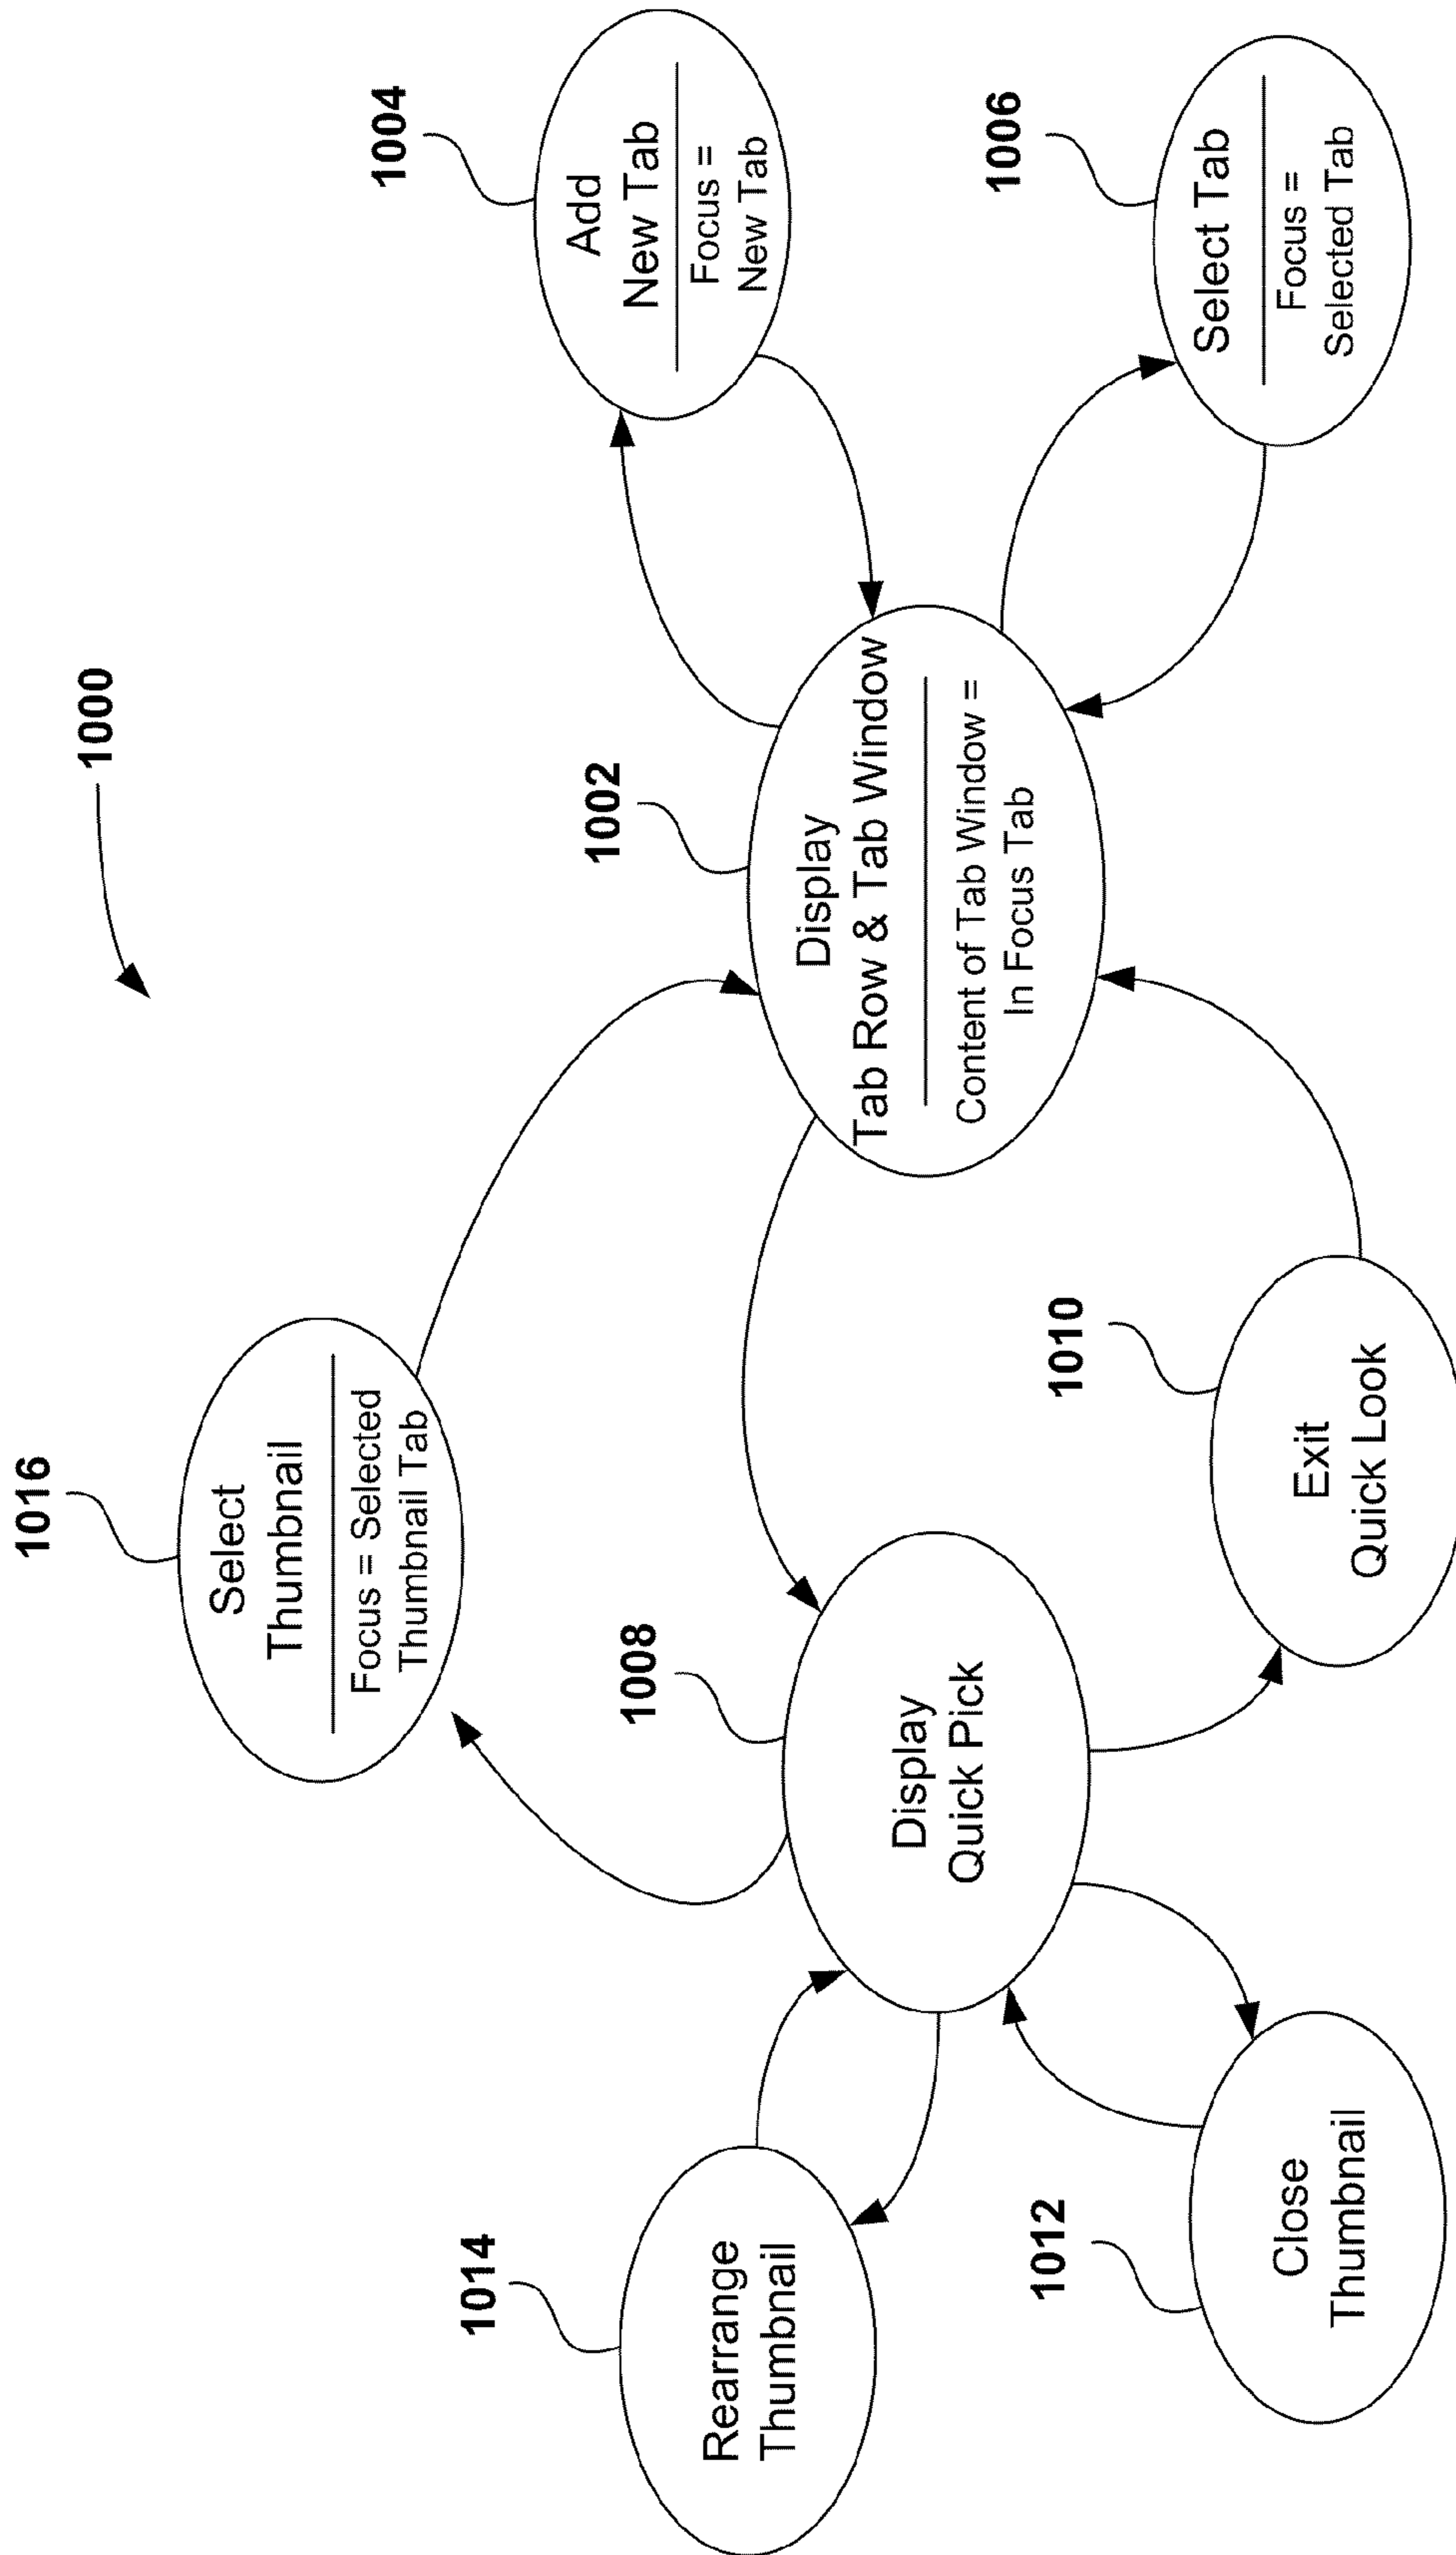 1000
1016
Select
Thumbnail
Focus = Selected
Thumbnail Tab
1004
Add
New Tab
Focus =
New Tab
1002
Display
Tab Row & Tab Window
Content of Tab Window =
In Focus Tab
1006
Select Tab
Focus =
Selected Tab
1008
Display
Quick Pick
1010
Exit
Quick Look
1014
Rearrange
Thumbnail
1012
Close
Thumbnail